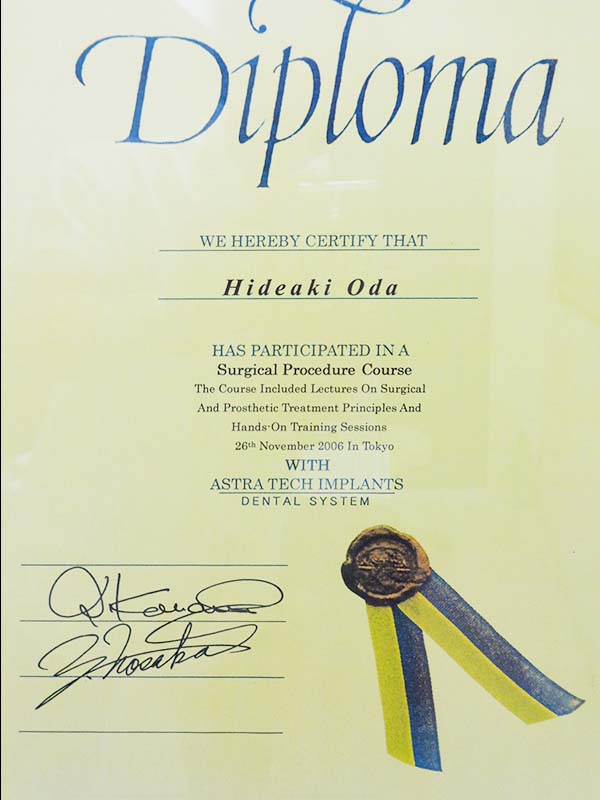 Diploma
WE HEREBY CERTIFY THAT
Hideaki Oda
HAS PARTICIPATED IN A
Surgical Procedure Course
The Course Included Lectures On Surgical
And Prosthetic Treatment Principles And
Hands-On Training Sessions
26th November 2006 In Tokyo
WITH
ASTRA TECH IMPLANTS
DENTAL SYSTEM